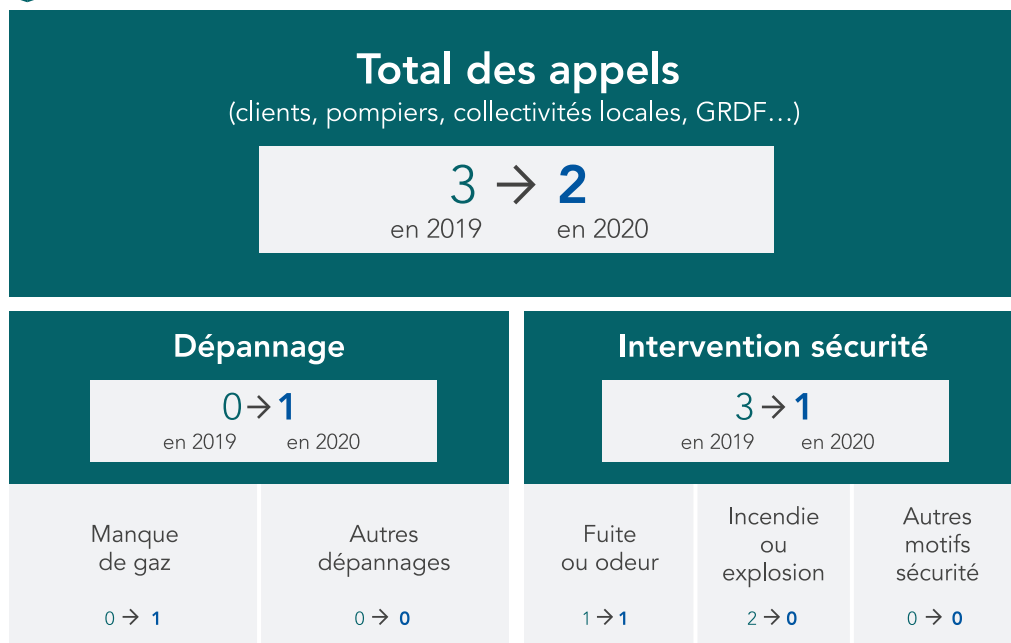 Total des appels
(clients, pompiers, collectivités locales, GRDF...)
3 → 2
en 2019 en 2020
Dépannage
0 → 1
en 2019 en 2020
Manque
de gaz
0 → 1
Autres
dépannages
0 → 0
Intervention sécurité
3 → 1
en 2019 en 2020
Fuite
ou odeur
1 → 1
Incendie
ou
explosion
2 → 0
Autres
motifs
sécurité
0 → 0